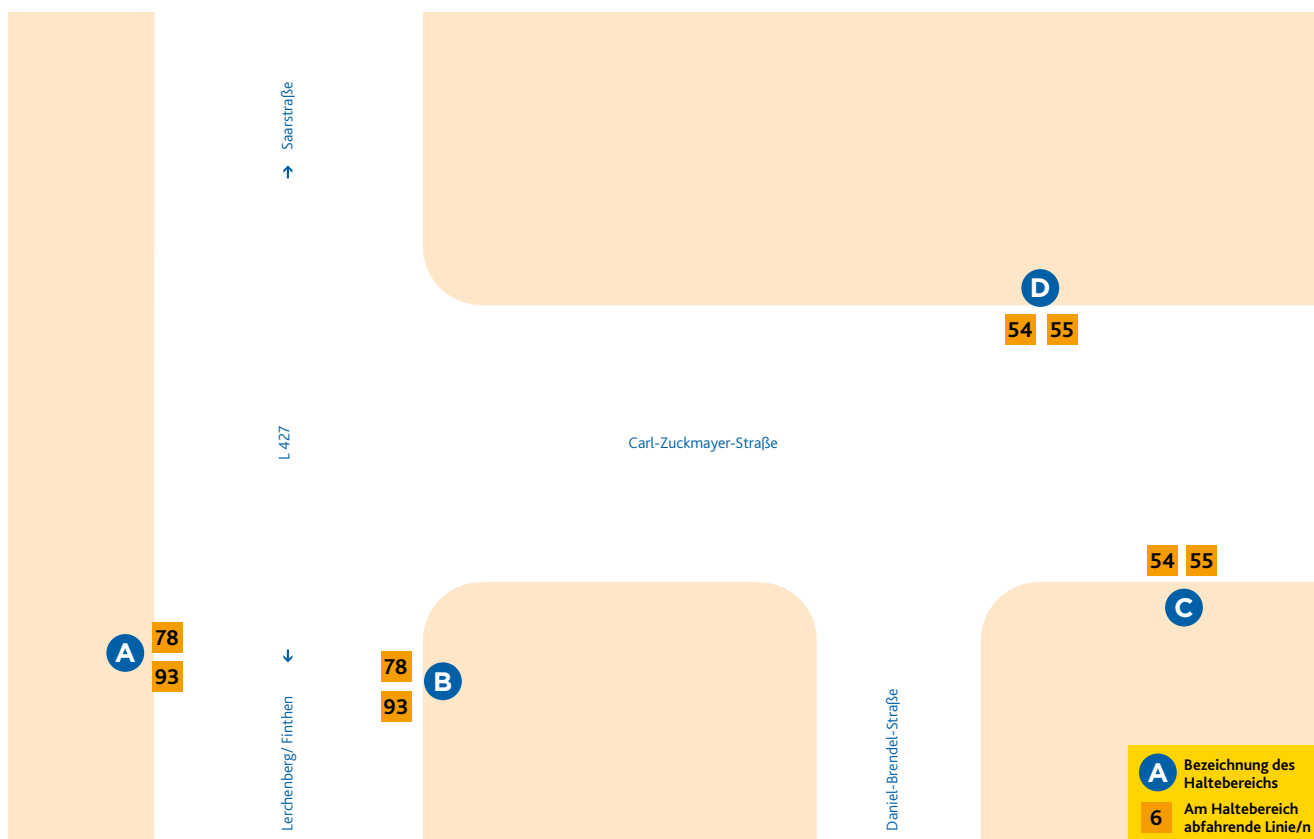 → Saarstraße
D
54 55
L 427
Carl-Zuckmayer-Straße
54 55
C
A
78
93
78
93
B
← Lerchenberg/ Finthen
Daniel-Brendel-Straße
A Bezeichnung des
Haltebereichs
6 Am Haltebereich
abfahrende Linie/n